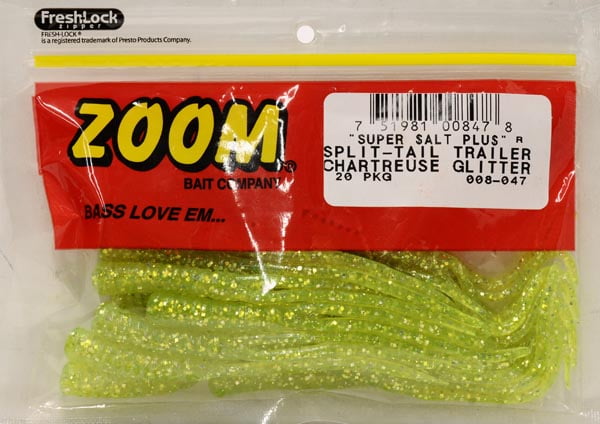 FreshLock
zipper
FRESH-LOCK®
is a registered trademark of Presto Products Company.
ZOOM®
BAIT COMPANY
BASS LOVE EM...
7 51981 00847 8
"SUPER SALT PLUS" R
SPLIT-TAIL TRAILER
CHARTREUSE GLITTER
20 PKG 008-047